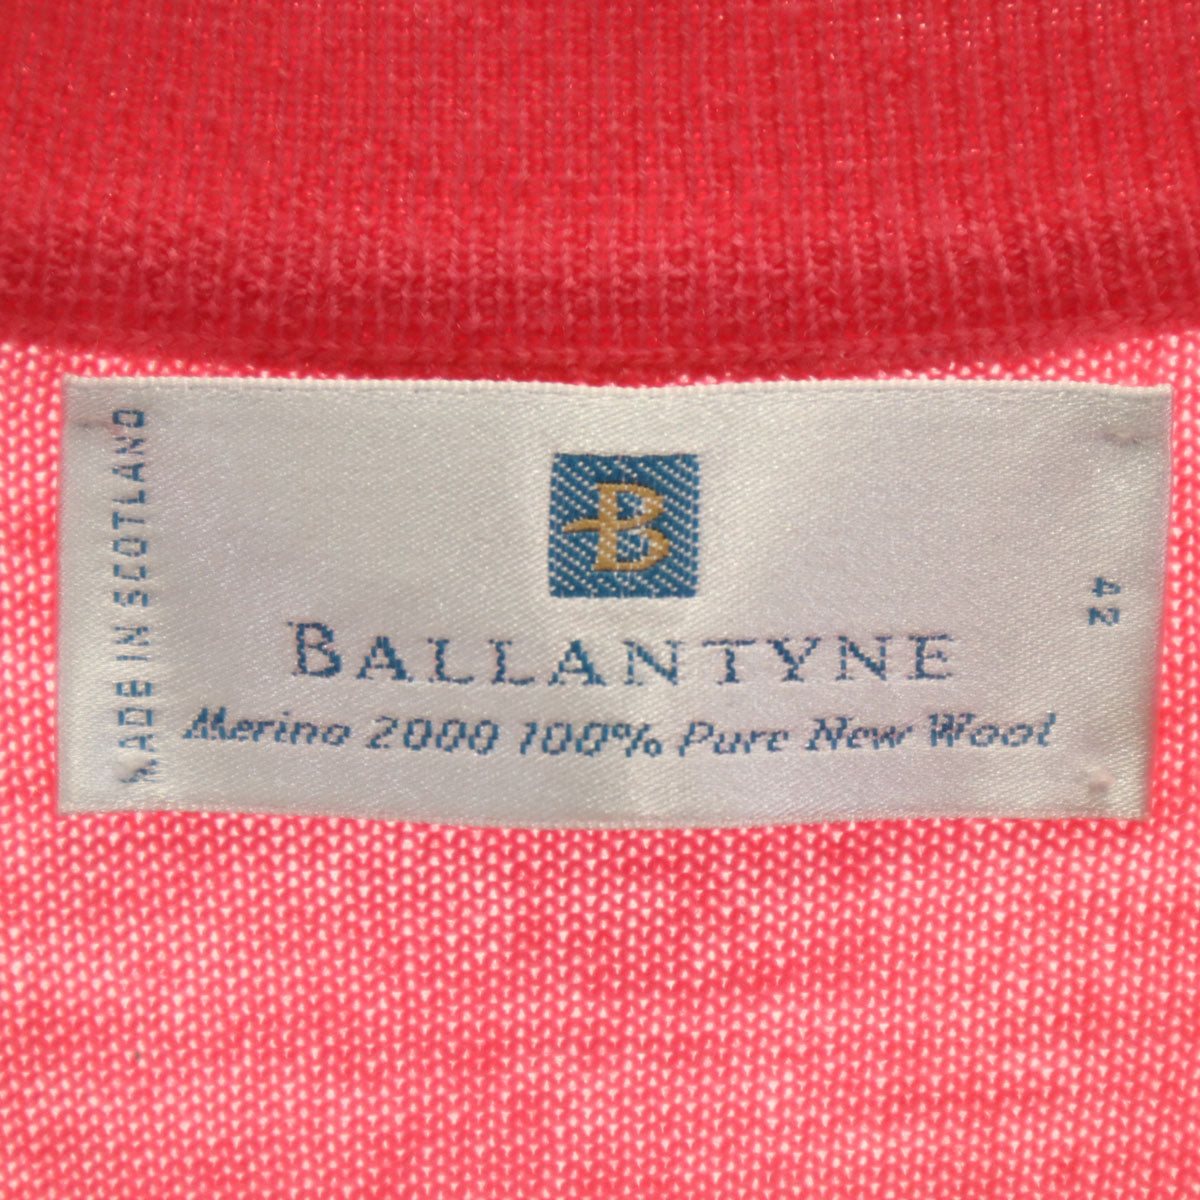 MADE IN SCOTLAND
B
BALLANTYNE
Merino 2000 100% Pure New Wool
42